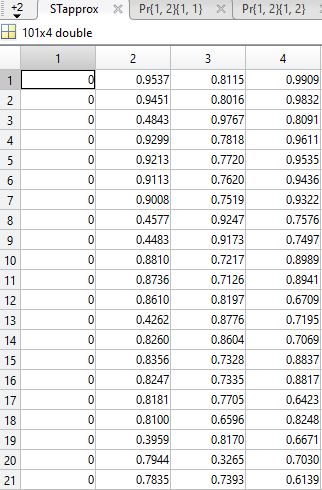 +2 STapprox Pr{1, 2}{1, 1} Pr{1, 2}{1, 2}
101x4 double
1 2 3 4
1 0 0.9537 0.8115 0.9909
2 0 0.9451 0.8016 0.9832
3 0 0.4843 0.9767 0.8091
4 0 0.9299 0.7818 0.9611
5 0 0.9213 0.7720 0.9535
6 0 0.9113 0.7620 0.9436
7 0 0.9008 0.7519 0.9322
8 0 0.4577 0.9247 0.7576
9 0 0.4483 0.9173 0.7497
10 0 0.8810 0.7217 0.8989
11 0 0.8736 0.7126 0.8941
12 0 0.8610 0.8197 0.6709
13 0 0.4262 0.8776 0.7195
14 0 0.8260 0.8604 0.7069
15 0 0.8356 0.7328 0.8837
16 0 0.8247 0.7335 0.8817
17 0 0.8181 0.7705 0.6423
18 0 0.8100 0.6596 0.8248
19 0 0.3959 0.8170 0.6671
20 0 0.7944 0.3265 0.7030
21 0 0.7835 0.7393 0.6139